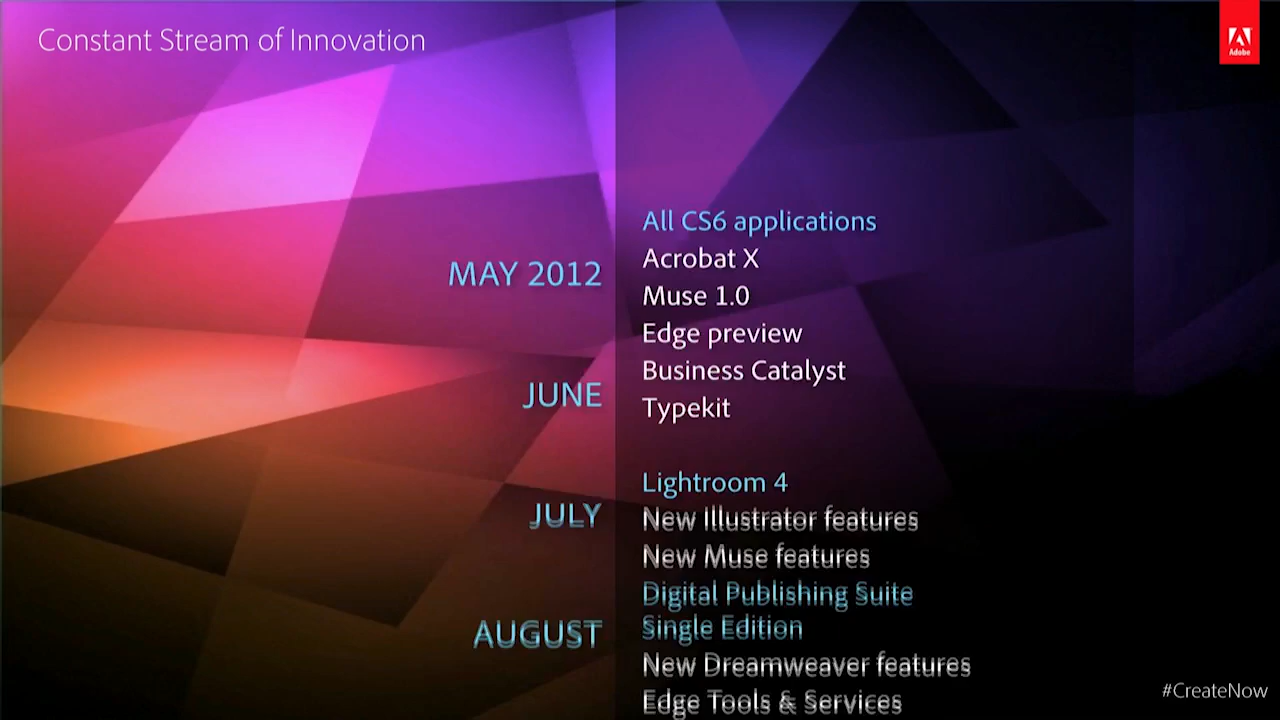 Constant Stream of Innovation
Adobe
MAY 2012
JUNE
JULY
AUGUST
All CS6 applications
Acrobat X
Muse 1.0
Edge preview
Business Catalyst
Typekit
Lightroom 4
New Illustrator features
New Muse features
Digital Publishing Suite
Single Edition
New Dreamweaver features
Edge Tools & Services
#CreateNow